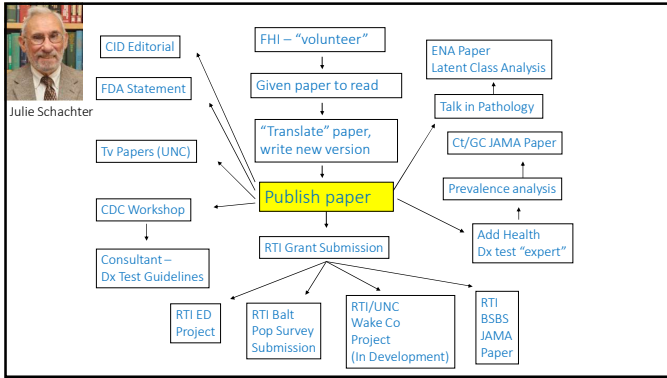 Julie Schachter
CID Editorial
FDA Statement
Tv Papers (UNC)
CDC Workshop
Consultant –
Dx Test Guidelines
FHI – “volunteer”
Given paper to read
“Translate” paper,
write new version
Publish paper
RTI Grant Submission
RTI ED
Project
RTI Balt
Pop Survey
Submission
RTI/UNC
Wake Co
Project
(In Development)
RTI
BSBS
JAMA
Paper
ENA Paper
Latent Class Analysis
Talk in Pathology
Ct/GC JAMA Paper
Prevalence analysis
Add Health
Dx test “expert”